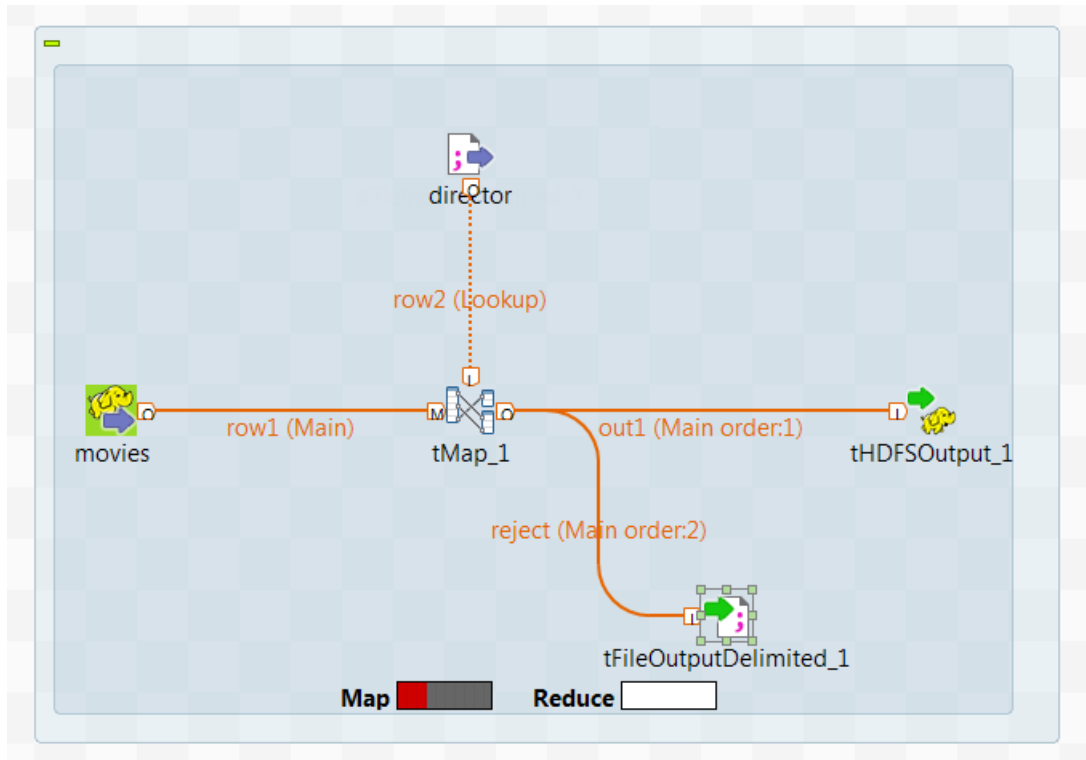 director
row2 (Lookup)
row1 (Main)
out1 (Main order:1)
movies
tMap_1
tHDFSOutput_1
reject (Main order:2)
tFileOutputDelimited_1
Map
Reduce